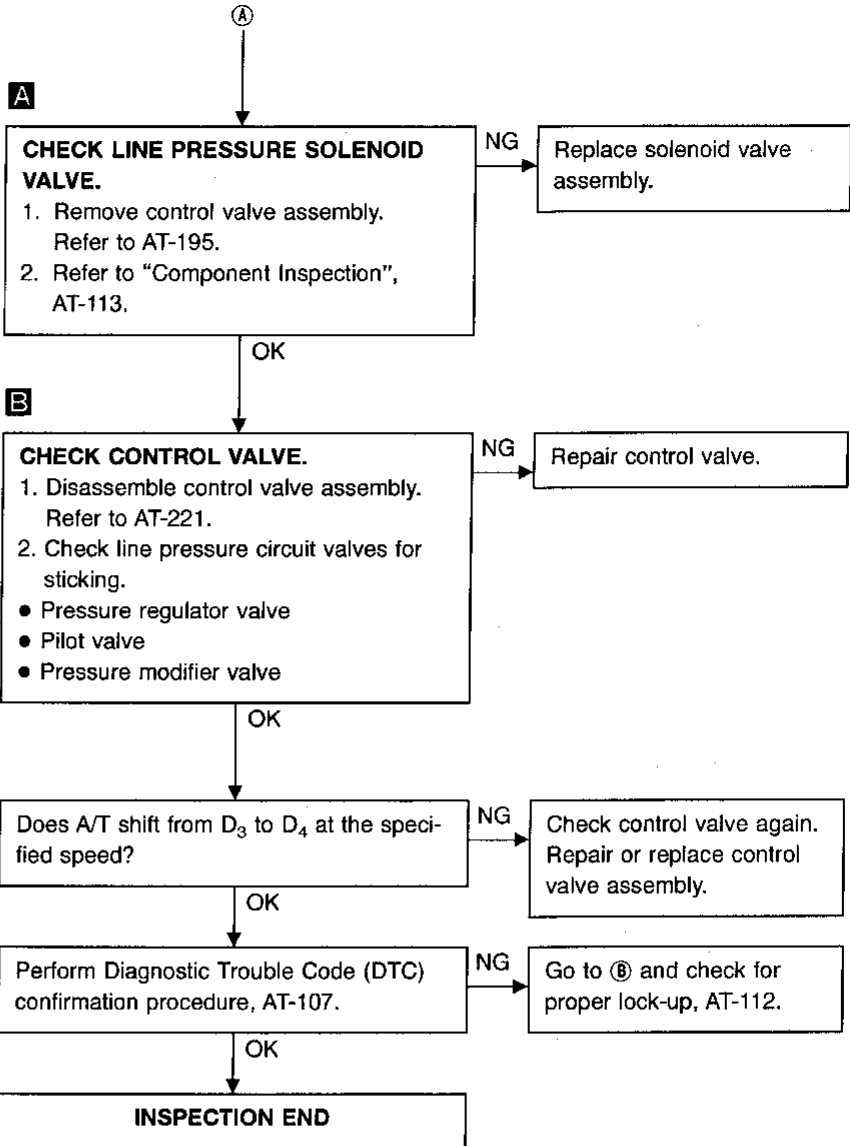 Ⓐ
A
CHECK LINE PRESSURE SOLENOID
VALVE.
1. Remove control valve assembly.
Refer to AT-195.
2. Refer to “Component Inspection”,
AT-113.
NG
Replace solenoid valve
assembly.
OK
B
CHECK CONTROL VALVE.
1. Disassemble control valve assembly.
Refer to AT-221.
2. Check line pressure circuit valves for
sticking.
● Pressure regulator valve
● Pilot valve
● Pressure modifier valve
NG
Repair control valve.
OK
Does A/T shift from D₃ to D₄ at the speci-
fied speed?
NG
Check control valve again.
Repair or replace control
valve assembly.
OK
Perform Diagnostic Trouble Code (DTC)
confirmation procedure, AT-107.
NG
Go to Ⓑ and check for
proper lock-up, AT-112.
OK
INSPECTION END